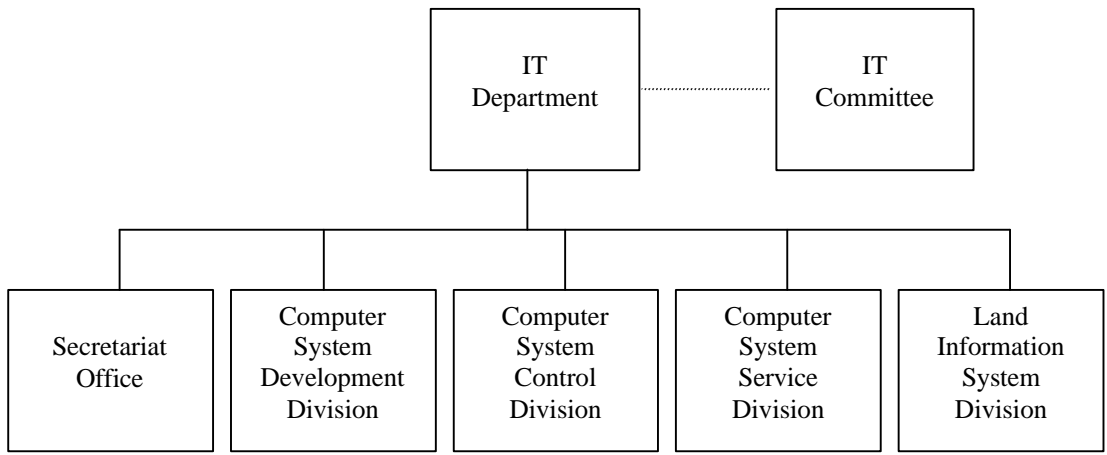 IT
Department
IT
Committee
Secretariat
Office
Computer
System
Development
Division
Computer
System
Control
Division
Computer
System
Service
Division
Land
Information
System
Division